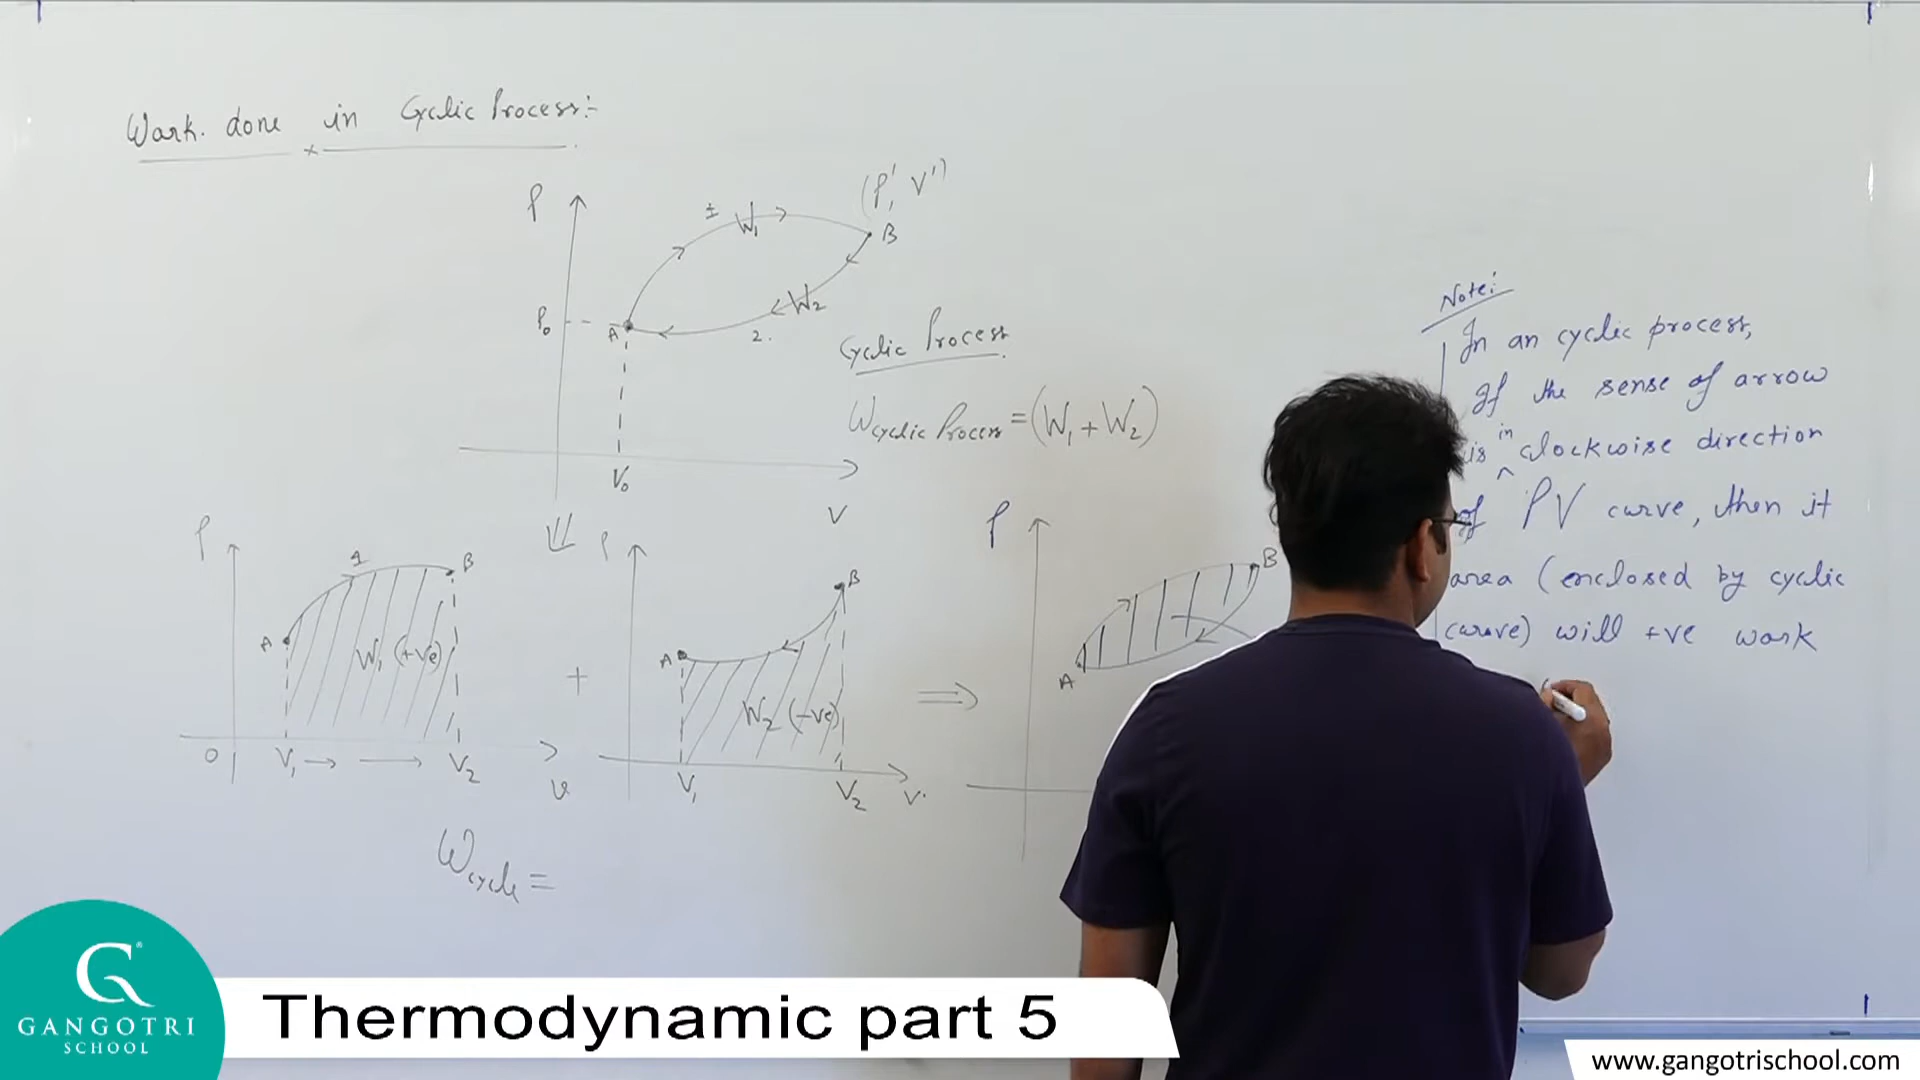 Work done in Cyclic Process:-
P
(P', V')
± W₁
B
P₀
A
W₂
2.
Cyclic Process
W cyclic Process = (W₁ + W₂)
V₀
V
Note:
In an cyclic process,
If the sense of arrow
is in clockwise direction
of PV curve, then it
area (enclosed by cyclic
curve) will +ve work
P
1
B
A
W₁ (+ve)
O
V₁
V₂
+
B
A
W₂ (-ve)
V₁
V₂
V
P
B
A
W cycle =
GANGOTRI
SCHOOL
Thermodynamic part 5
www.gangotrischool.com